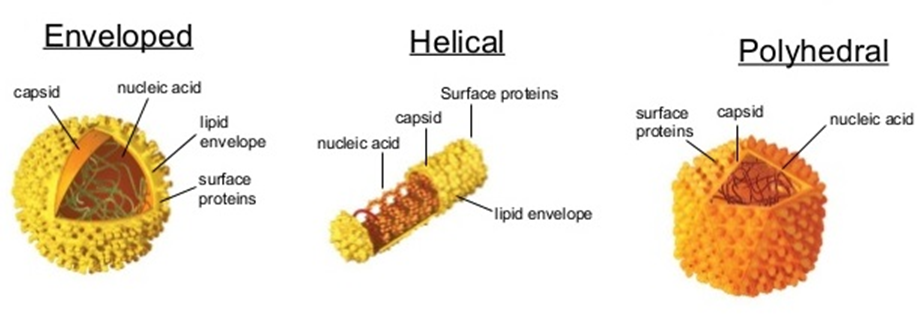 Enveloped
capsid
nucleic acid
lipid
envelope
surface
proteins
Helical
Surface proteins
capsid
nucleic acid
lipid envelope
Polyhedral
surface
proteins
capsid
nucleic acid